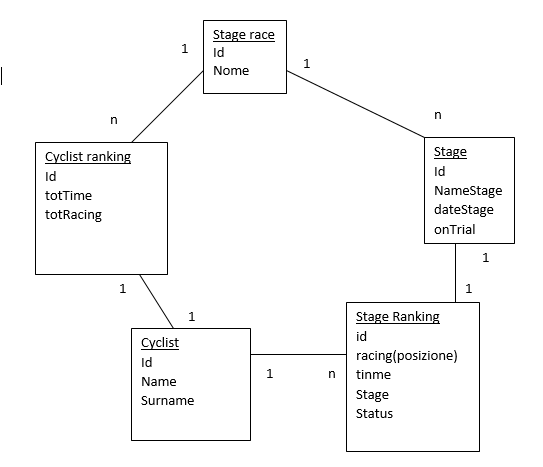 Stage race
Id
Nome
1
1
n
n
Cyclist ranking
Id
totTime
totRacing
Stage
Id
NameStage
dateStage
onTrial
1
1
1
1
Cyclist
Id
Name
Surname
1
n
Stage Ranking
id
racing(posizione)
tinme
Stage
Status